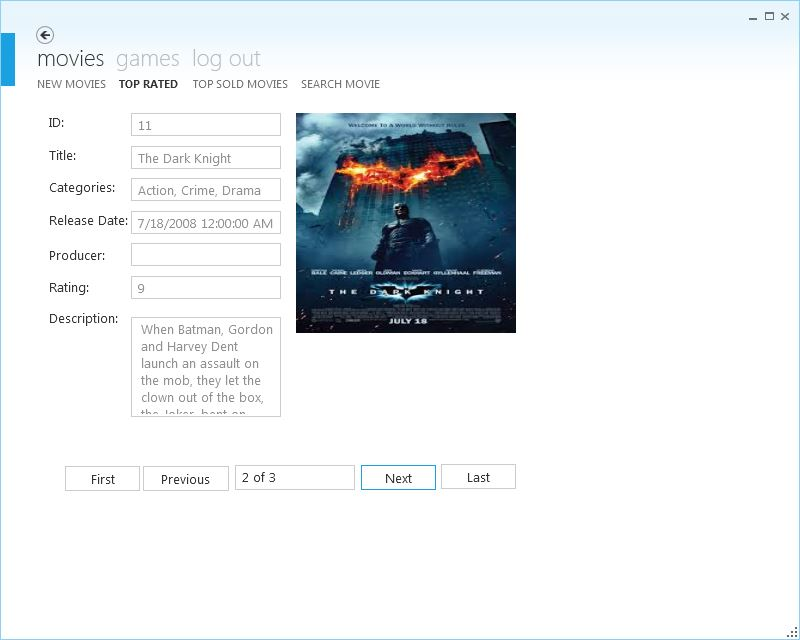 movies games log out
NEW MOVIES TOP RATED TOP SOLD MOVIES SEARCH MOVIE
ID: 11
Title: The Dark Knight
Categories: Action, Crime, Drama
Release Date: 7/18/2008 12:00:00 AM
Producer:
Rating: 9
Description: When Batman, Gordon
and Harvey Dent
launch an assault on
the mob, they let the
clown out of the box,
the Joker, bent on
WELCOME TO A WORLD WITHOUT RULES.
BALE CAINE LEDGER OLDMAN ECKHART GYLLENHAAL FREEMAN
THE DARK KNIGHT
JULY 18
First Previous 2 of 3 Next Last